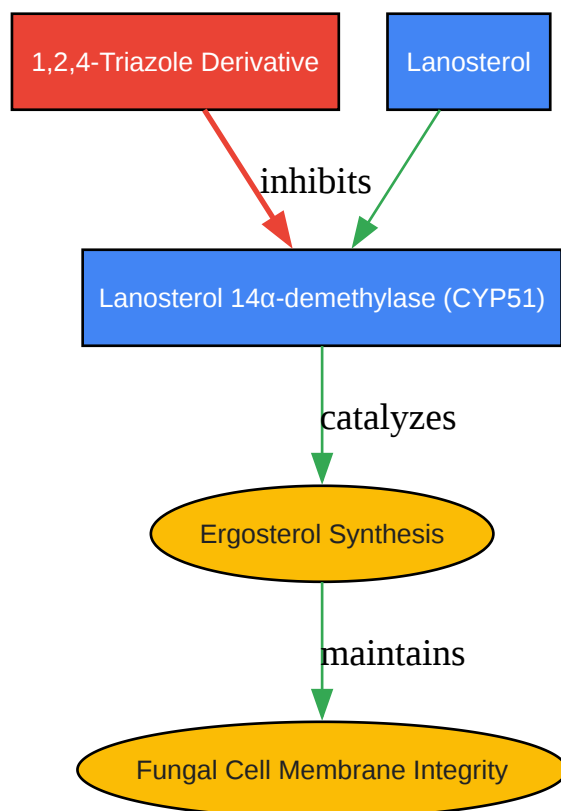 1,2,4-Triazole Derivative
Lanosterol
inhibits
Lanosterol 14α-demethylase (CYP51)
catalyzes
Ergosterol Synthesis
maintains
Fungal Cell Membrane Integrity